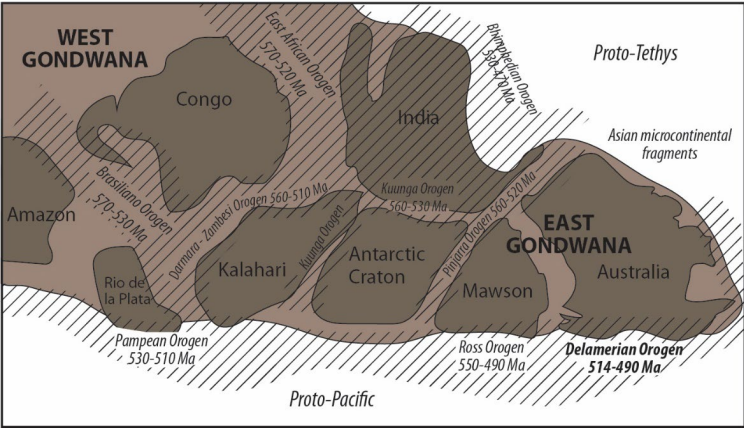 WEST
GONDWANA
East African Orogen
570-520 Ma
Bhimphedian Orogen
530-470 Ma
Proto-Tethys
Congo
India
Asian microcontinental
fragments
Brasiliano Orogen
570-530 Ma
Darmara - Zambesi Orogen 560-510 Ma
Kuunga Orogen
560-530 Ma
Pinjarra Orogen 560-520 Ma
Amazon
Kuunga Orogen
EAST
GONDWANA
Rio de
la Plata
Kalahari
Antarctic
Craton
Mawson
Australia
Pampean Orogen
530-510 Ma
Ross Orogen
550-490 Ma
Delamerian Orogen
514-490 Ma
Proto-Pacific